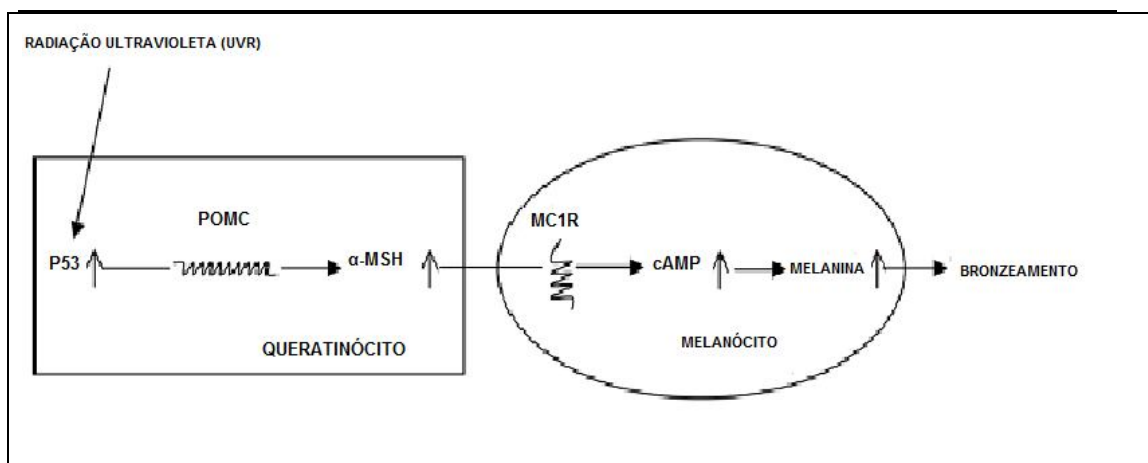 RADIAÇÃO ULTRAVIOLETA (UVR)
POMC
MC1R
P53
α-MSH
cAMP
MELANINA
BRONZEAMENTO
QUERATINÓCITO
MELANÓCITO